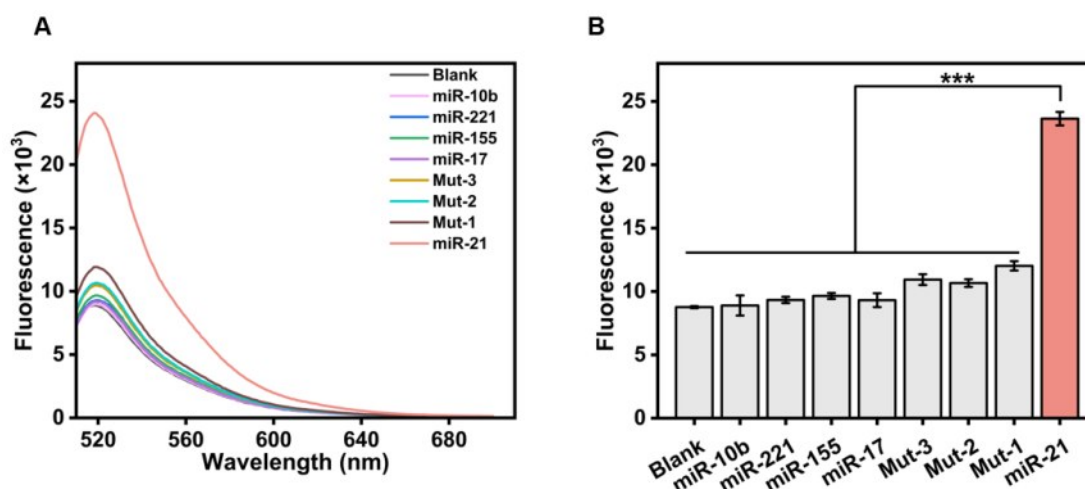 A
Fluorescence (×10³)
25
20
15
10
5
0
520
560
600
640
680
Wavelength (nm)
Blank
miR-10b
miR-221
miR-155
miR-17
Mut-3
Mut-2
Mut-1
miR-21
B
Fluorescence (×10³)
25
20
15
10
5
0
***
Blank
miR-10b
miR-221
miR-155
miR-17
Mut-3
Mut-2
Mut-1
miR-21